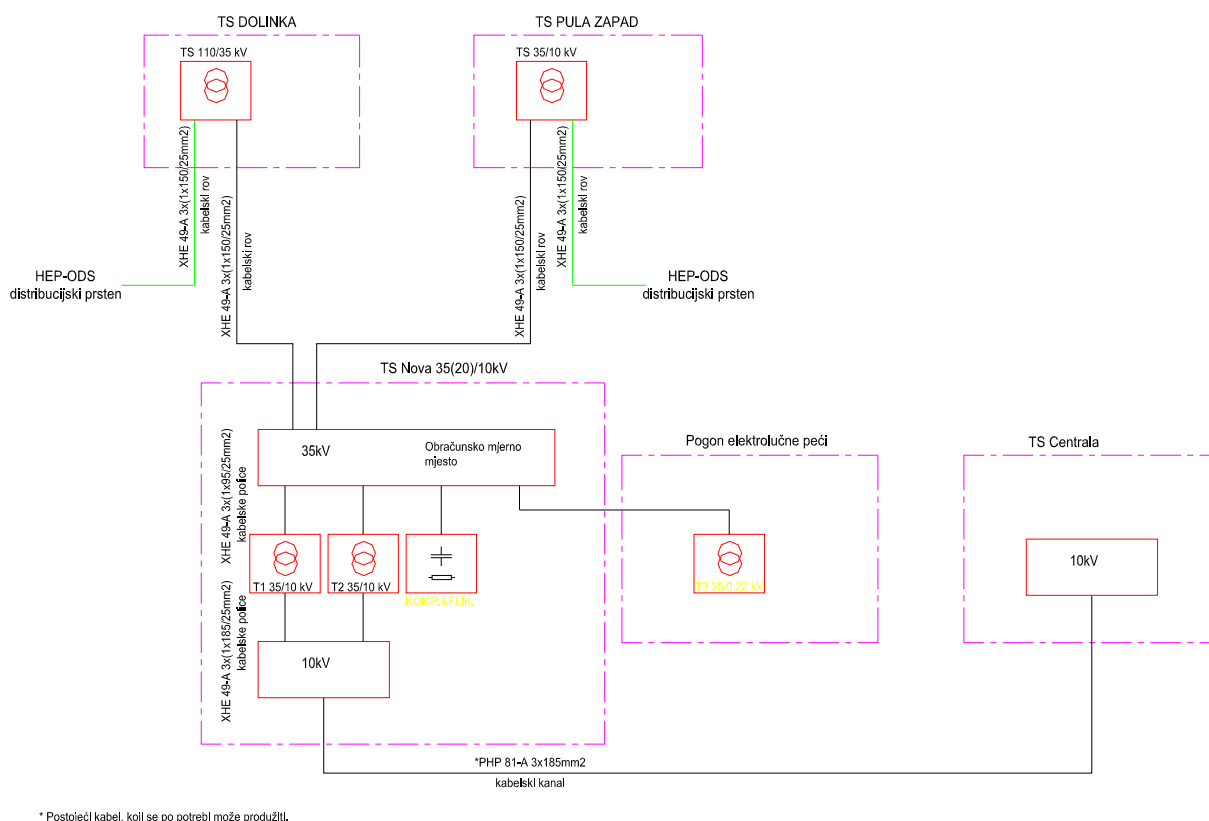 TS DOLINKA
TS PULA ZAPAD
TS 110/35 kV
TS 35/10 kV
XHE 49-A 3x(1x150/25mm2)
kabelski rov
XHE 49-A 3x(1x150/25mm2)
kabelski rov
XHE 49-A 3x(1x150/25mm2)
kabelski rov
XHE 49-A 3x(1x150/25mm2)
kabelski rov
HEP-ODS
distribucijski prsten
HEP-ODS
distribucijski prsten
TS Nova 35(20)/10kV
35kV
Obračunsko mjerno
mjesto
XHE 49-A 3x(1x95/25mm2)
kabelske police
T1 35/10 kV
T2 35/10 kV
KOMP.&FLIK.
XHE 49-A 3x(1x185/25mm2)
kabelske police
10kV
Pogon elektrolučne peći
T3 35/0,22 kV
TS Centrala
10kV
*PHP 81-A 3x185mm2
kabelski kanal
* Postojeći kabel, koji se po potrebi može produžiti.